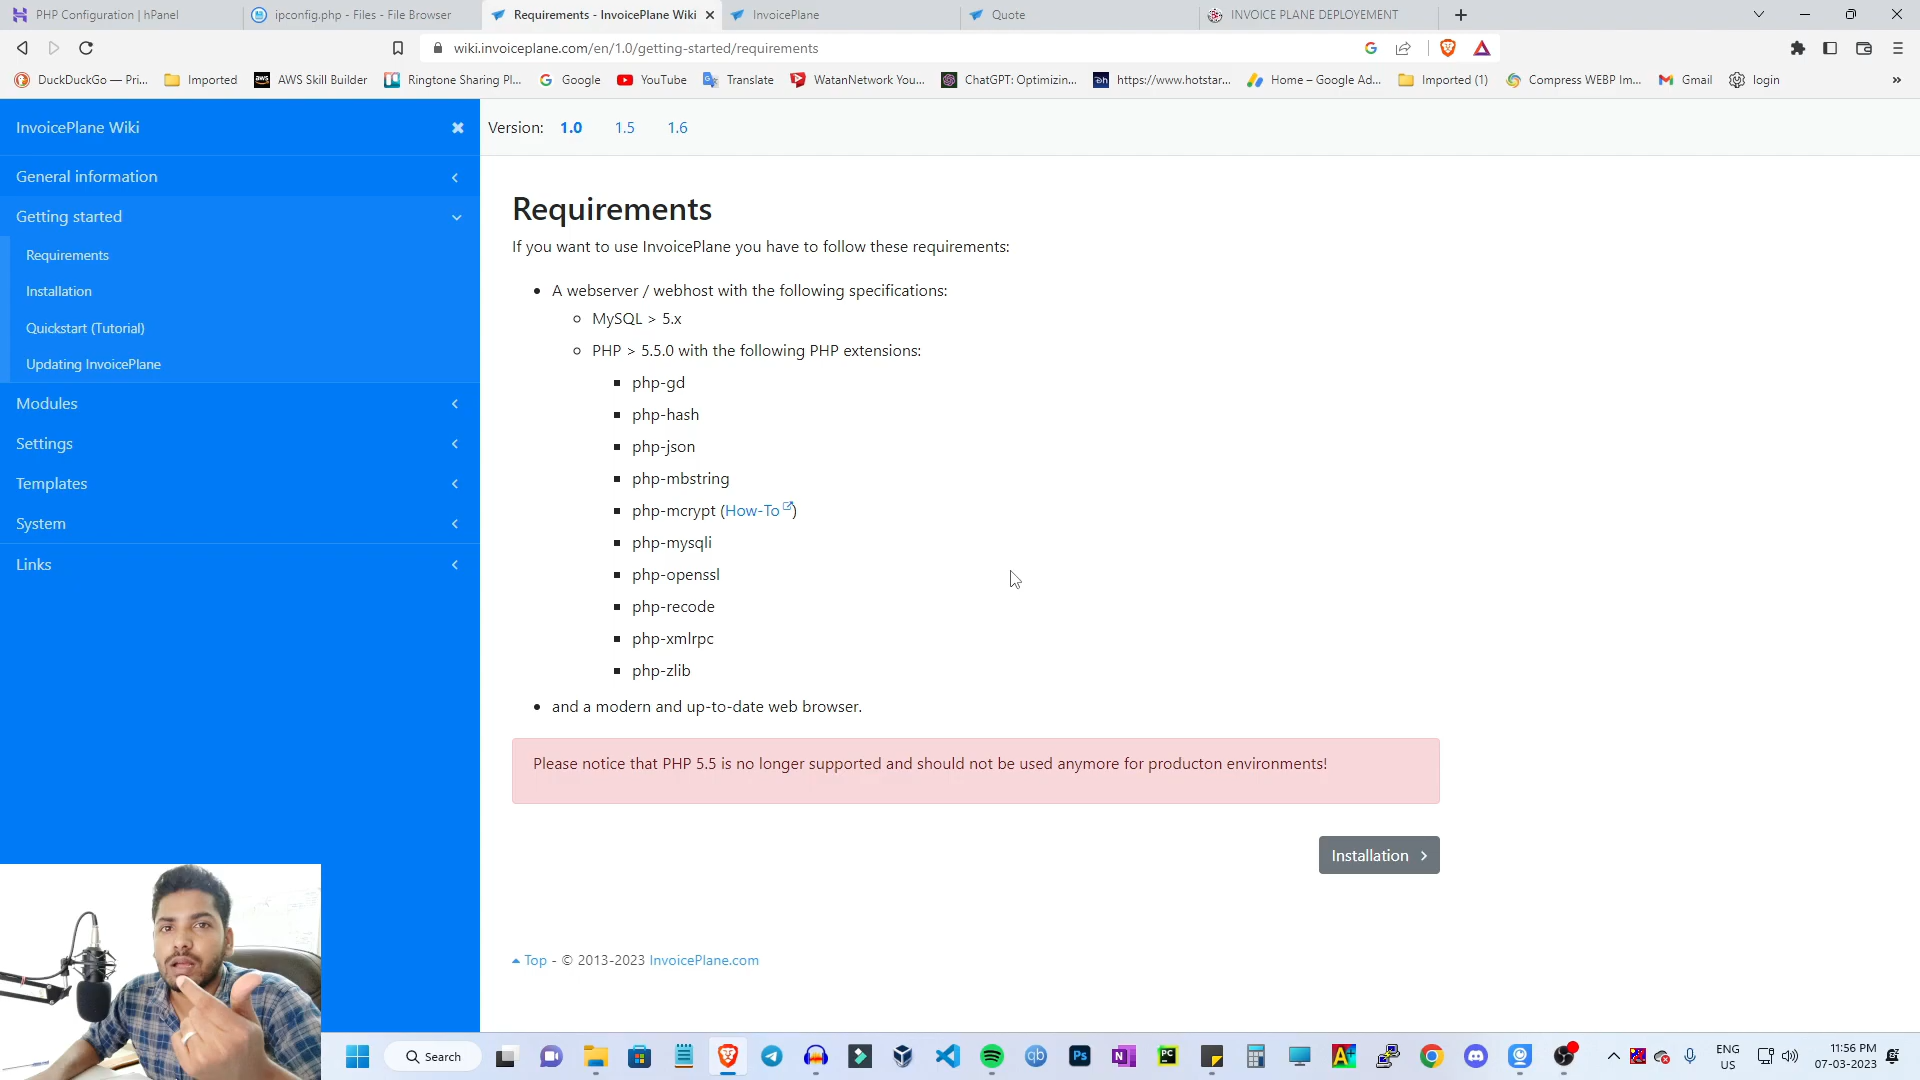 PHP Configuration | hPanel
ipconfig.php - Files - File Browser
Requirements - InvoicePlane Wiki
InvoicePlane
Quote
INVOICE PLANE DEPLOYEMENT
wiki.invoiceplane.com/en/1.0/getting-started/requirements
DuckDuckGo — Pri...
Imported
AWS Skill Builder
Ringtone Sharing Pl...
Google
YouTube
Translate
WatanNetwork You...
ChatGPT: Optimizin...
https://www.hotstar...
Home – Google Ad...
Imported (1)
Compress WEBP Im...
Gmail
login
InvoicePlane Wiki
Version: 1.0 1.5 1.6
General information
Getting started
Requirements
Installation
Quickstart (Tutorial)
Updating InvoicePlane
Modules
Settings
Templates
System
Links
Requirements
If you want to use InvoicePlane you have to follow these requirements:
A webserver / webhost with the following specifications:
MySQL > 5.x
PHP > 5.5.0 with the following PHP extensions:
php-gd
php-hash
php-json
php-mbstring
php-mcrypt (How-To)
php-mysqli
php-openssl
php-recode
php-xmlrpc
php-zlib
and a modern and up-to-date web browser.
Please notice that PHP 5.5 is no longer supported and should not be used anymore for producton environments!
Installation
Top - © 2013-2023 InvoicePlane.com
Search
ENG
US
11:56 PM
07-03-2023